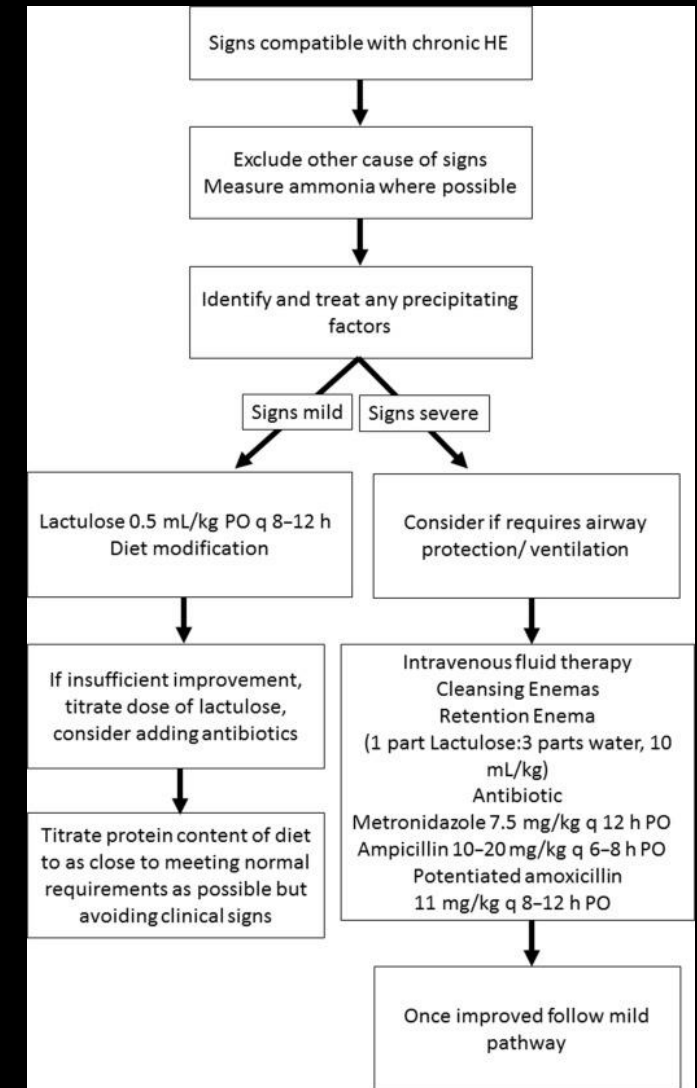 Signs compatible with chronic HE
Exclude other cause of signs
Measure ammonia where possible
Identify and treat any precipitating
factors
Signs mild
Signs severe
Lactulose 0.5 mL/kg PO q 8–12 h
Diet modification
Consider if requires airway
protection/ ventilation
If insufficient improvement,
titrate dose of lactulose,
consider adding antibiotics
Intravenous fluid therapy
Cleansing Enemas
Retention Enema
(1 part Lactulose:3 parts water, 10
mL/kg)
Antibiotic
Metronidazole 7.5 mg/kg q 12 h PO
Ampicillin 10–20 mg/kg q 6–8 h PO
Potentiated amoxicillin
11 mg/kg q 8–12 h PO
Titrate protein content of diet
to as close to meeting normal
requirements as possible but
avoiding clinical signs
Once improved follow mild
pathway